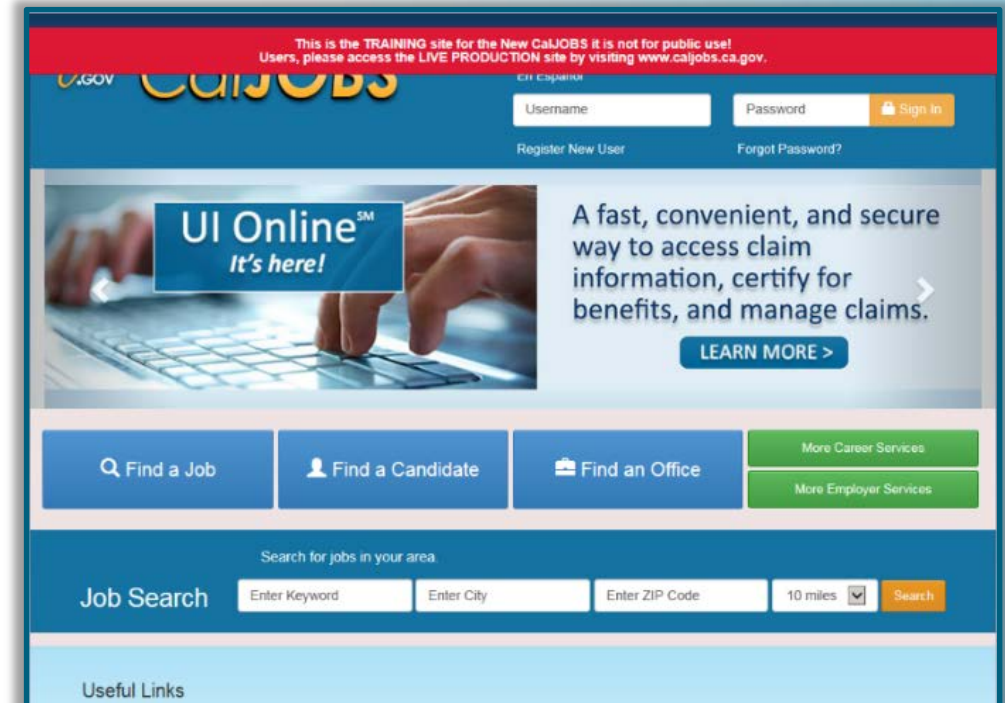 This is the TRAINING site for the New CalJOBS it is not for public use!
Users, please access the LIVE PRODUCTION site by visiting www.caljobs.ca.gov.
.GOV CalJOBS
En Español
Username Password Sign In
Register New User Forgot Password?
UI Online℠
It's here!
A fast, convenient, and secure
way to access claim
information, certify for
benefits, and manage claims.
LEARN MORE >
Find a Job Find a Candidate Find an Office
More Career Services
More Employer Services
Search for jobs in your area.
Job Search Enter Keyword Enter City Enter ZIP Code 10 miles Search
Useful Links